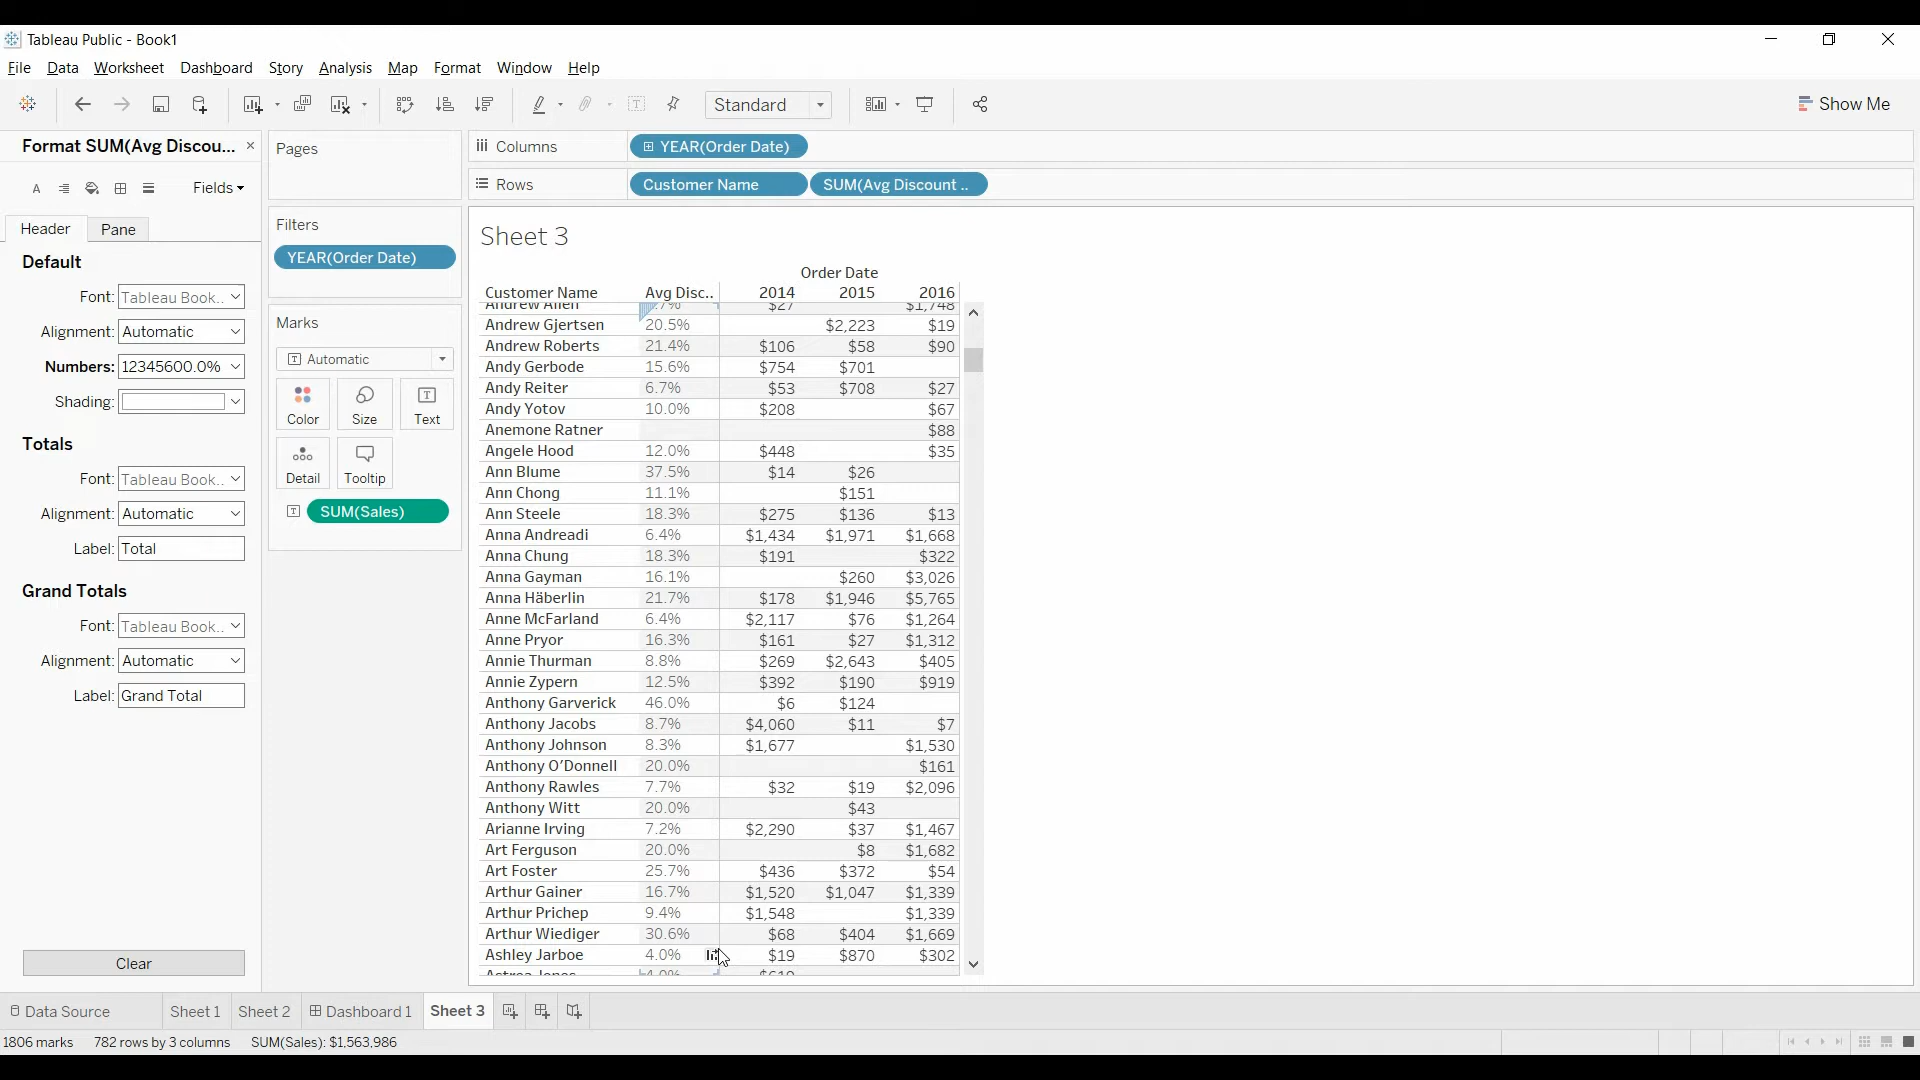 Tableau Public - Book1
File Data Worksheet Dashboard Story Analysis Map Format Window Help
Standard
Show Me
Format SUM(Avg Discou...
Fields
Header Pane
Default
Font: Tableau Book..
Alignment: Automatic
Numbers: 12345600.0%
Shading:
Totals
Font: Tableau Book..
Alignment: Automatic
Label: Total
Grand Totals
Font: Tableau Book..
Alignment: Automatic
Label: Grand Total
Clear
Pages
Filters
YEAR(Order Date)
Marks
Automatic
Color Size Text
Detail Tooltip
SUM(Sales)
Columns YEAR(Order Date)
Rows Customer Name SUM(Avg Discount ..
Sheet 3
Order Date
Customer Name Avg Disc.. 2014 2015 2016
Andrew Allen .7% $27 $1,748
Andrew Gjertsen 20.5% $2,223 $19
Andrew Roberts 21.4% $106 $58 $90
Andy Gerbode 15.6% $754 $701
Andy Reiter 6.7% $53 $708 $27
Andy Yotov 10.0% $208 $67
Anemone Ratner $88
Angele Hood 12.0% $448 $35
Ann Blume 37.5% $14 $26
Ann Chong 11.1% $151
Ann Steele 18.3% $275 $136 $13
Anna Andreadi 6.4% $1,434 $1,971 $1,668
Anna Chung 18.3% $191 $322
Anna Gayman 16.1% $260 $3,026
Anna Häberlin 21.7% $178 $1,946 $5,765
Anne McFarland 6.4% $2,117 $76 $1,264
Anne Pryor 16.3% $161 $27 $1,312
Annie Thurman 8.8% $269 $2,643 $405
Annie Zypern 12.5% $392 $190 $919
Anthony Garverick 46.0% $6 $124
Anthony Jacobs 8.7% $4,060 $11 $7
Anthony Johnson 8.3% $1,677 $1,530
Anthony O'Donnell 20.0% $161
Anthony Rawles 7.7% $32 $19 $2,096
Anthony Witt 20.0% $43
Arianne Irving 7.2% $2,290 $37 $1,467
Art Ferguson 20.0% $8 $1,682
Art Foster 25.7% $436 $372 $54
Arthur Gainer 16.7% $1,520 $1,047 $1,339
Arthur Prichep 9.4% $1,548 $1,339
Arthur Wiediger 30.6% $68 $404 $1,669
Ashley Jarboe 4.0% $19 $870 $302
Astrea Jones 4.0% $619
Data Source Sheet 1 Sheet 2 Dashboard 1 Sheet 3
1806 marks 782 rows by 3 columns SUM(Sales): $1,563,986